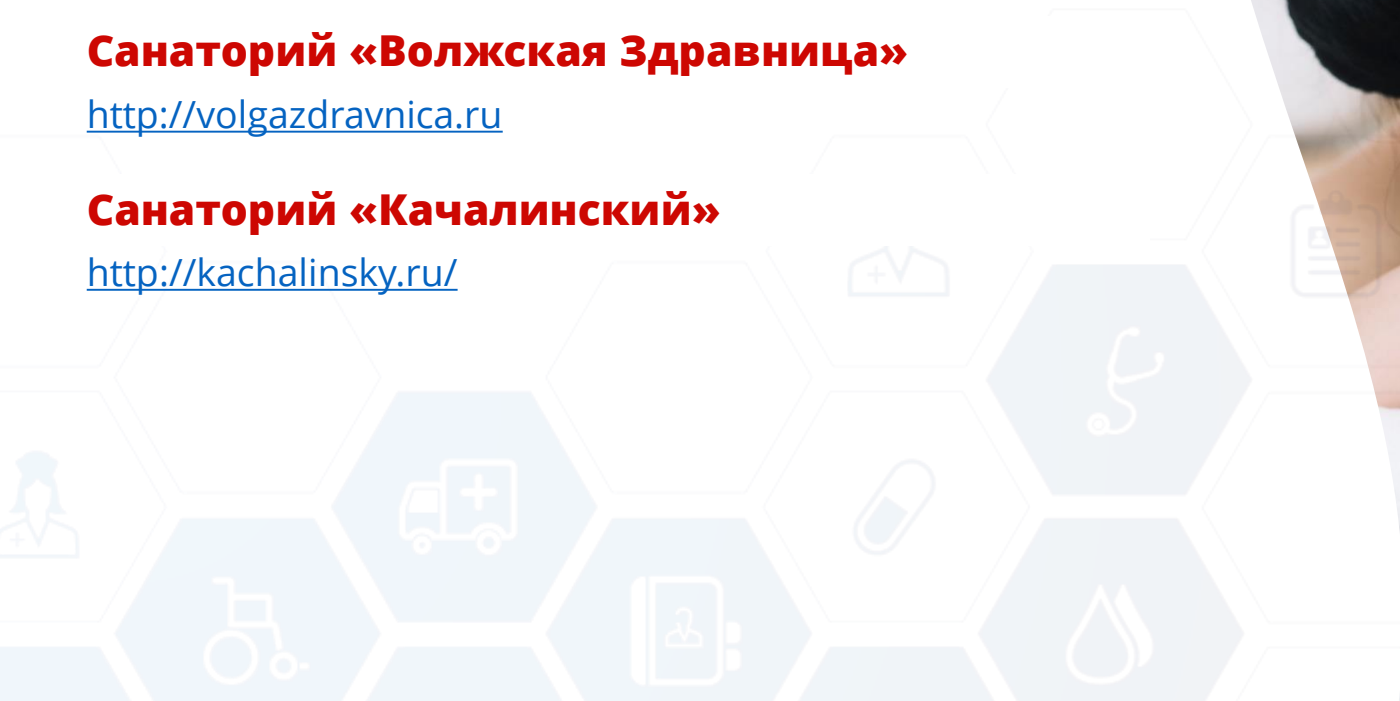 Санаторий «Волжская Здравница»
http://volgazdravnica.ru
Санаторий «Качалинский»
http://kachalinsky.ru/